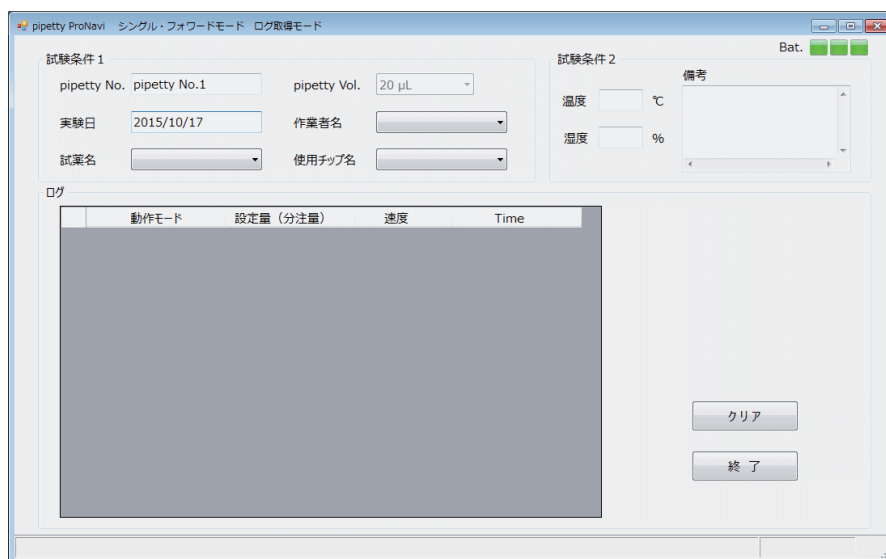 pipetty ProNavi シングル・フォワードモード ログ取得モード
Bat.
試験条件1
pipetty No. pipetty No.1 pipetty Vol. 20 µL
実験日 2015/10/17 作業者名
試薬名 使用チップ名
試験条件2
備考
温度 ℃
湿度 %
ログ
動作モード 設定量（分注量） 速度 Time
クリア
終 了